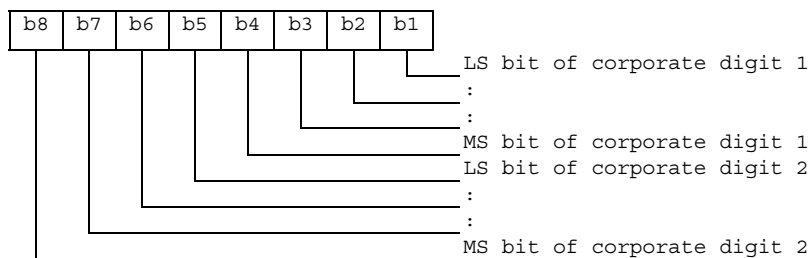 b8 b7 b6 b5 b4 b3 b2 b1
LS bit of corporate digit 1
:
:
MS bit of corporate digit 1
LS bit of corporate digit 2
:
:
MS bit of corporate digit 2